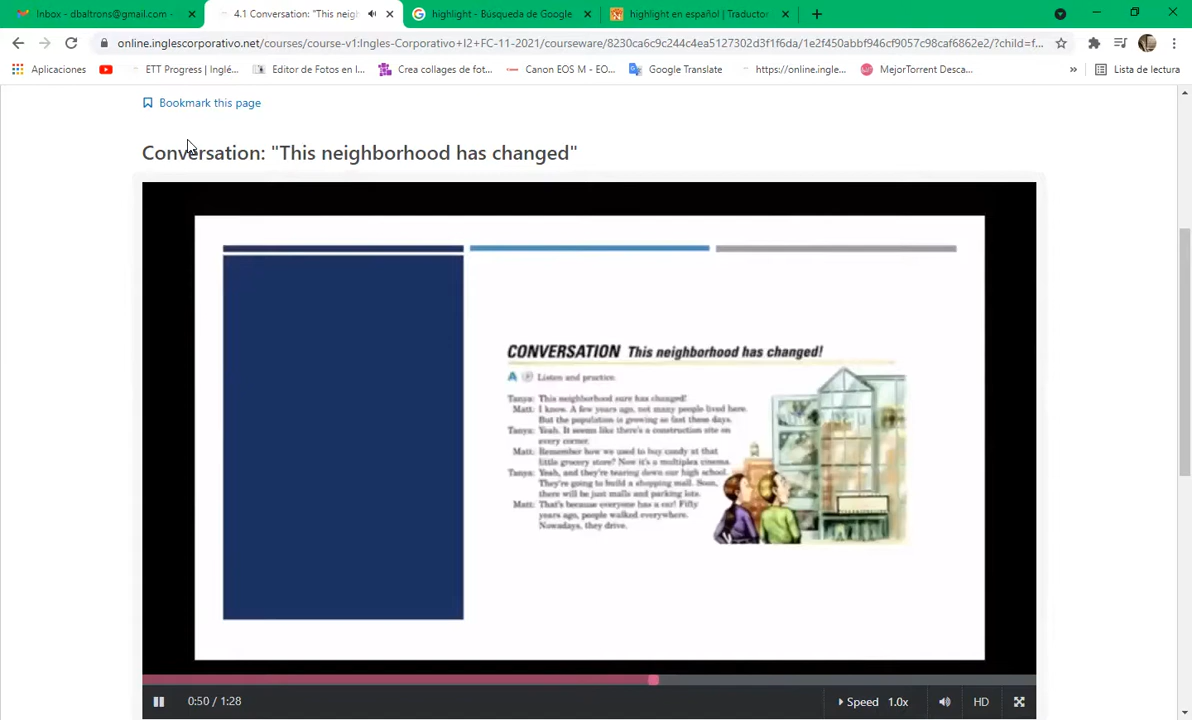 Inbox - dbaltrons@gmail.com -
4.1 Conversation: "This neigh
highlight - Búsqueda de Google
highlight en español | Traductor
online.inglescorporativo.net/courses/course-v1:Ingles-Corporativo+I2+FC-11-2021/courseware/8230ca6c9c244c4ea5127302d3f1f6da/1e2f450abbf946cf9057c98caf6862e2/?child=f...
Aplicaciones
ETT Progress | Inglé...
Editor de Fotos en l...
Crea collages de fot...
Canon EOS M - EO...
Google Translate
https://online.ingle...
MejorTorrent Desca...
»
Lista de lectura
Bookmark this page
Conversation: "This neighborhood has changed"
CONVERSATION This neighborhood has changed!
A Listen and practice.
Tanya: This neighborhood sure has changed!
Matt: I know. A few years ago, not many people lived here.
But the population is growing so fast these days.
Tanya: Yeah. It seems like there's a construction site on
every corner.
Matt: Remember how we used to buy candy at that
little grocery store? Now it's a multiplex cinema.
Tanya: Yeah, and they're tearing down our high school.
They're going to build a shopping mall. Soon,
there will be just malls and parking lots.
Matt: That's because everyone has a car! Fifty
years ago, people walked everywhere.
Nowadays, they drive.
0:50 / 1:28
Speed 1.0x
HD